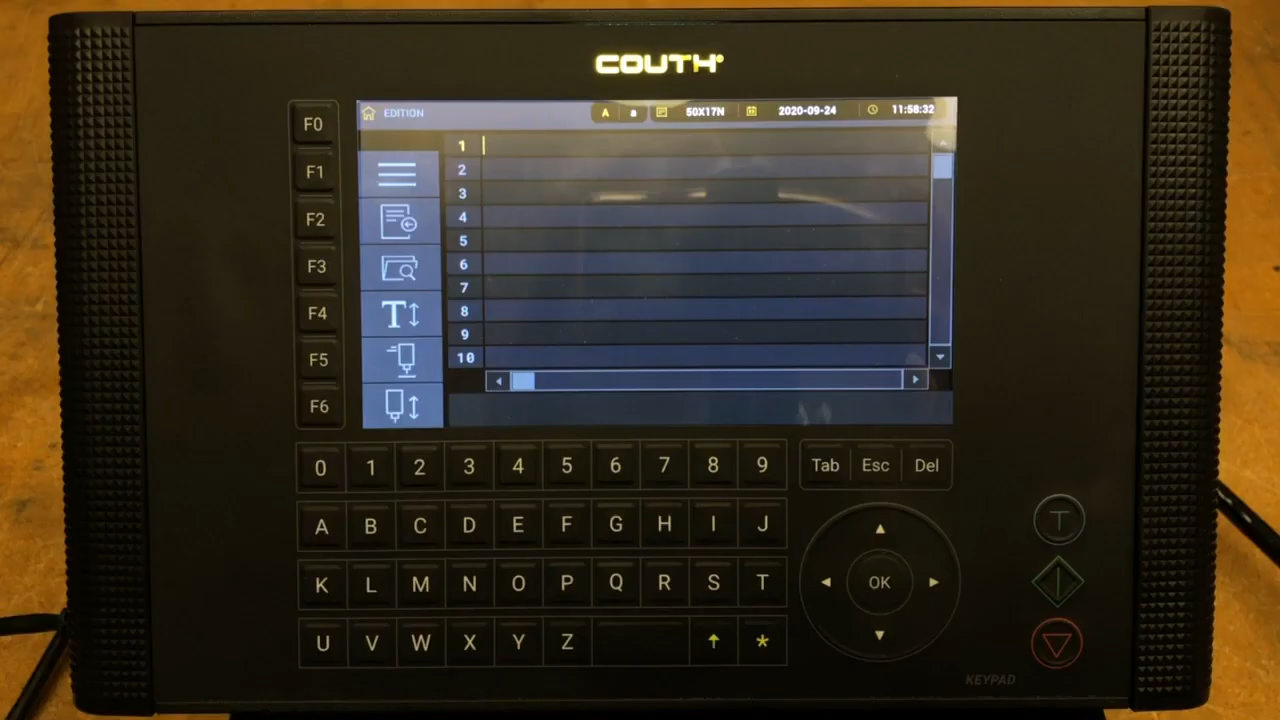 COUTH®
EDITION A a 50X17N 2020-09-24 11:58:32
F0
F1
F2
F3
F4
F5
F6
1
2
3
4
5
6
7
8
9
10
T
0 1 2 3 4 5 6 7 8 9
Tab Esc Del
A B C D E F G H I J
K L M N O P Q R S T
U V W X Y Z ↑ *
OK
T
KEYPAD